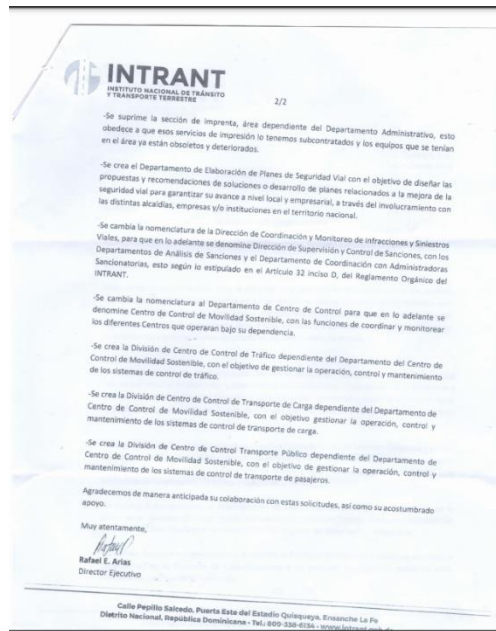 INTRANT
INSTITUTO NACIONAL DE TRÁNSITO
Y TRANSPORTE TERRESTRE
2/2
-Se suprime la sección de imprenta, área dependiente del Departamento Administrativo, esto
obedece a que esos servicios de impresión lo tenemos subcontratados y los equipos que se tenían
en el área ya están obsoletos y deteriorados.
-Se crea el Departamento de Elaboración de Planes de Seguridad Vial con el objetivo de diseñar las
propuestas y recomendaciones de soluciones o desarrollo de planes relacionados a la mejora de la
seguridad vial para garantizar su avance a nivel local y empresarial, a través del involucramiento con
las distintas alcaldías, empresas y/o instituciones en el territorio nacional.
-Se cambia la nomenclatura de la Dirección de Coordinación y Monitoreo de infracciones y Siniestros
Viales, para que en lo adelante se denomine Dirección de Supervisión y Control de Sanciones, con los
Departamentos de Análisis de Sanciones y el Departamento de Coordinación con Administradoras
Sancionatorias, esto según lo estipulado en el Artículo 32 inciso D, del Reglamento Orgánico del
INTRANT.
-Se cambia la nomenclatura al Departamento de Centro de Control para que en lo adelante se
denomine Centro de Control de Movilidad Sostenible, con las funciones de coordinar y monitorear
los diferentes Centros que operaran bajo su dependencia.
-Se crea la División de Centro de Control de Tráfico dependiente del Departamento del Centro de
Control de Movilidad Sostenible, con el objetivo de gestionar la operación, control y mantenimiento
de los sistemas de control de tráfico.
-Se crea la División de Centro de Control de Transporte de Carga dependiente del Departamento de
Centro de Control de Movilidad Sostenible, con el objetivo gestionar la operación, control y
mantenimiento de los sistemas de control de transporte de carga.
-Se crea la División de Centro de Control Transporte Público dependiente del Departamento de
Centro de Control de Movilidad Sostenible, con el objetivo de gestionar la operación, control y
mantenimiento de los sistemas de control de transporte de pasajeros.
Agradecemos de manera anticipada su colaboración con estas solicitudes, así como su acostumbrado
apoyo.
Muy atentamente,
Rafael E. Arias
Director Ejecutivo
Calle Pepillo Salcedo, Puerta Este del Estadio Quisqueya, Ensanche La Fe
Distrito Nacional, República Dominicana - Tel.: 809-338-6134 -